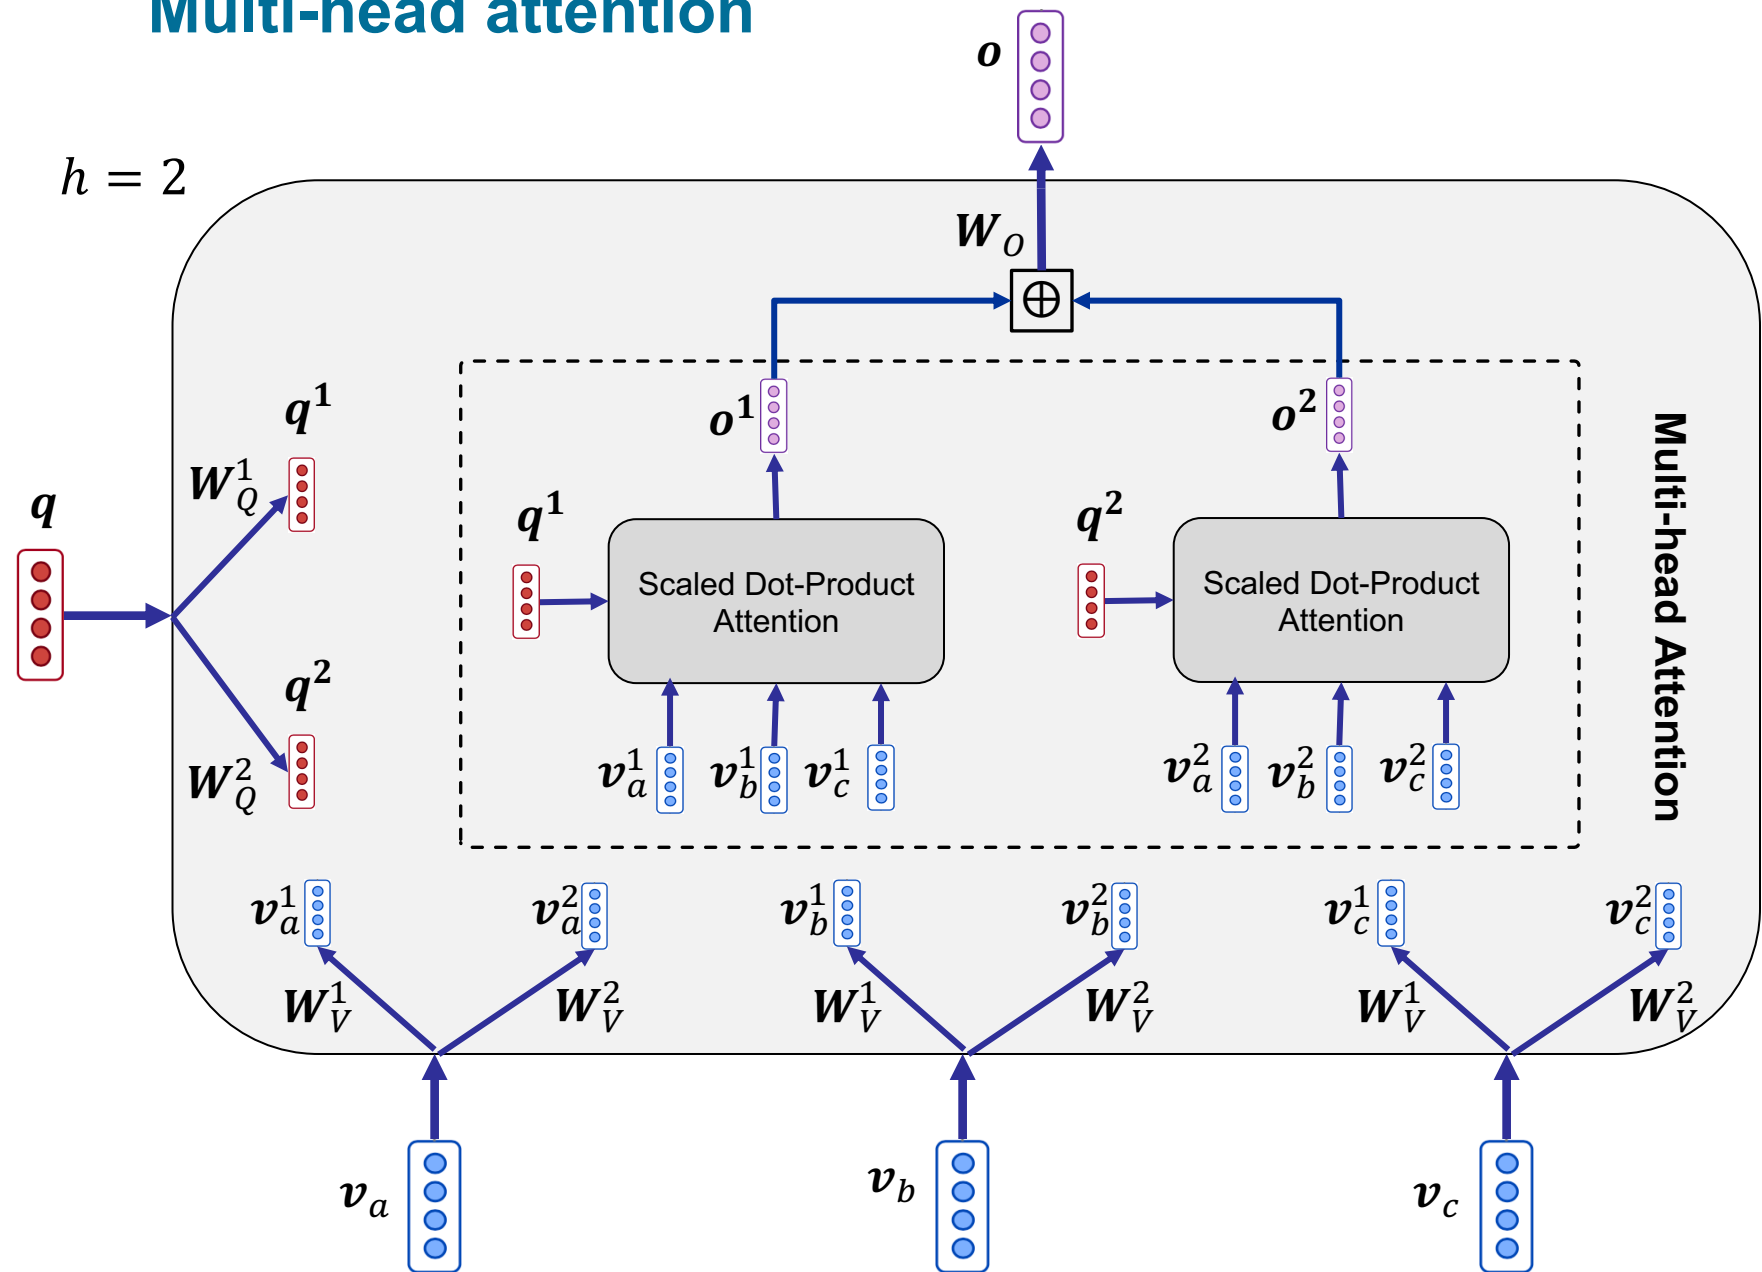 Multi-head attention
o
h = 2
W_O
⊕
q^1
o^1
o^2
W_Q^1
q
q^1
q^2
Scaled Dot-Product
Attention
Scaled Dot-Product
Attention
Multi-head Attention
q^2
W_Q^2
v_a^1 v_b^1 v_c^1
v_a^2 v_b^2 v_c^2
v_a^1 v_a^2 v_b^1 v_b^2 v_c^1 v_c^2
W_V^1 W_V^2 W_V^1 W_V^2 W_V^1 W_V^2
v_a v_b v_c